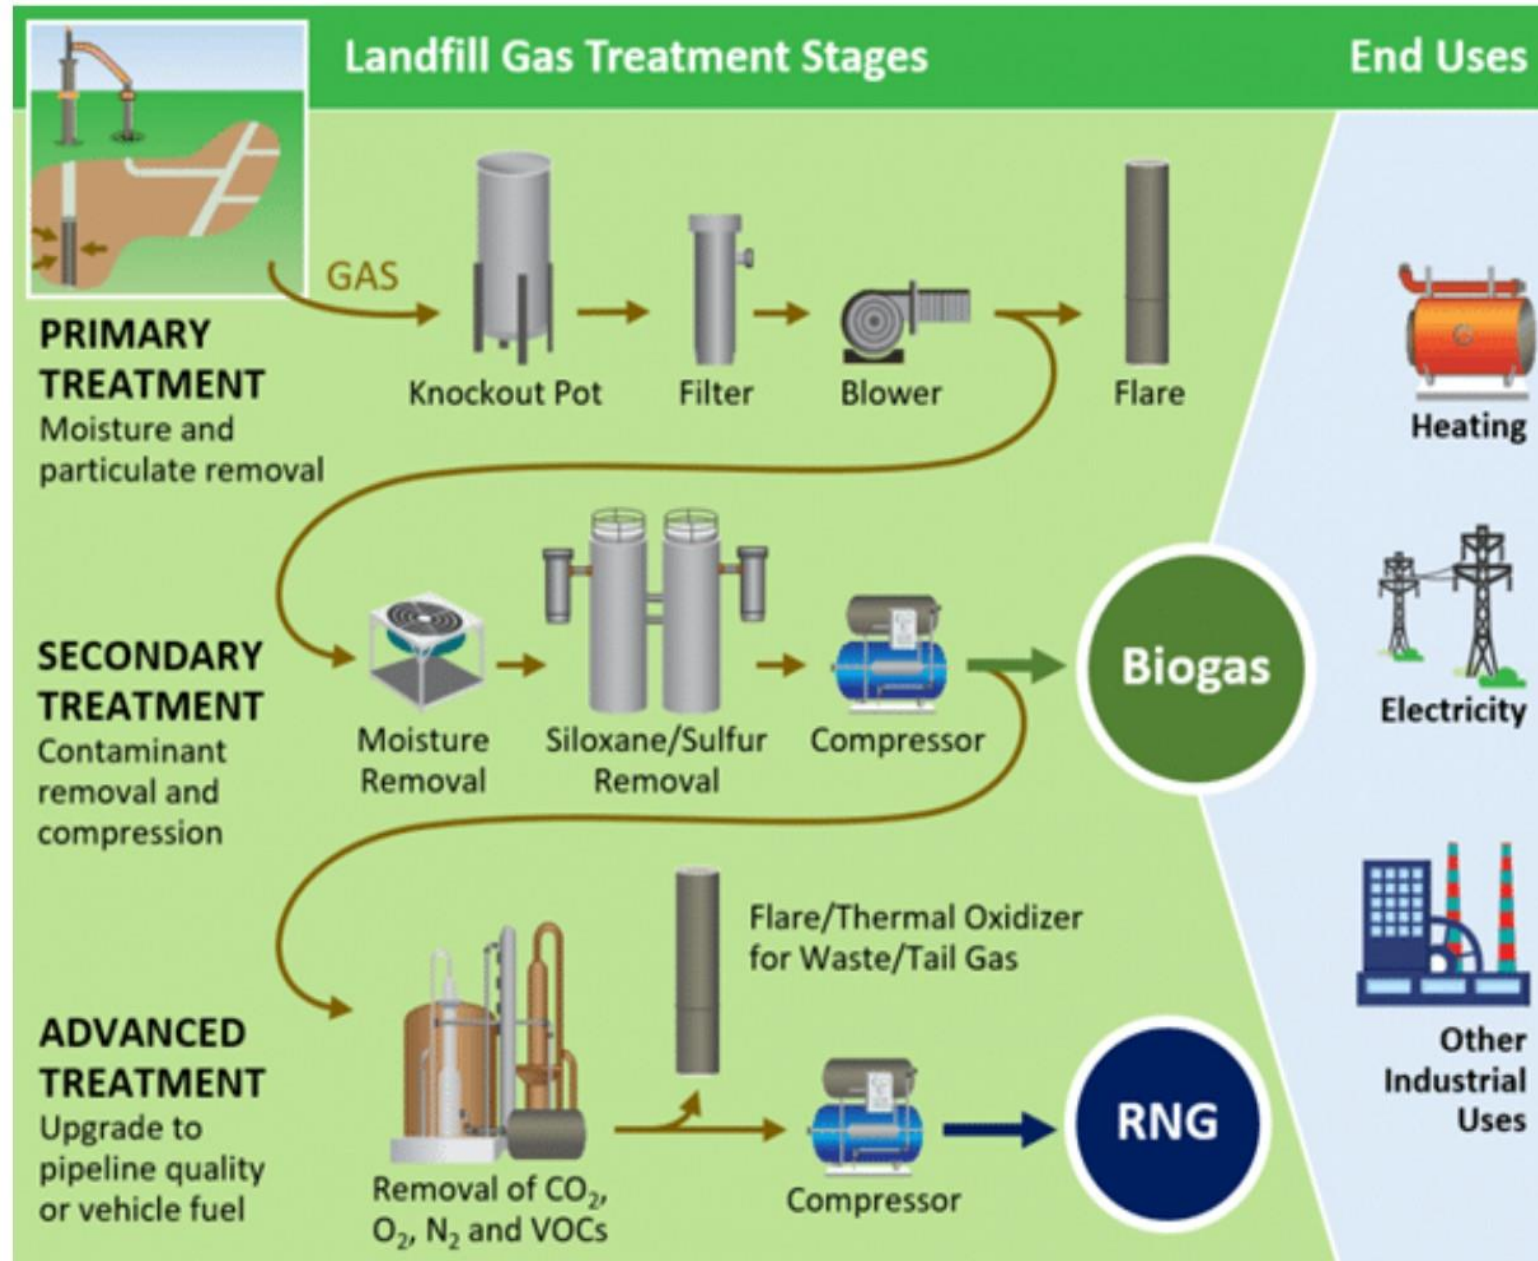 Landfill Gas Treatment Stages
End Uses
GAS
PRIMARY
TREATMENT
Moisture and
particulate removal
Knockout Pot
Filter
Blower
Flare
Heating
SECONDARY
TREATMENT
Contaminant
removal and
compression
Moisture
Removal
Siloxane/Sulfur
Removal
Compressor
Biogas
Electricity
ADVANCED
TREATMENT
Upgrade to
pipeline quality
or vehicle fuel
Removal of CO₂,
O₂, N₂ and VOCs
Flare/Thermal Oxidizer
for Waste/Tail Gas
Compressor
RNG
Other
Industrial
Uses